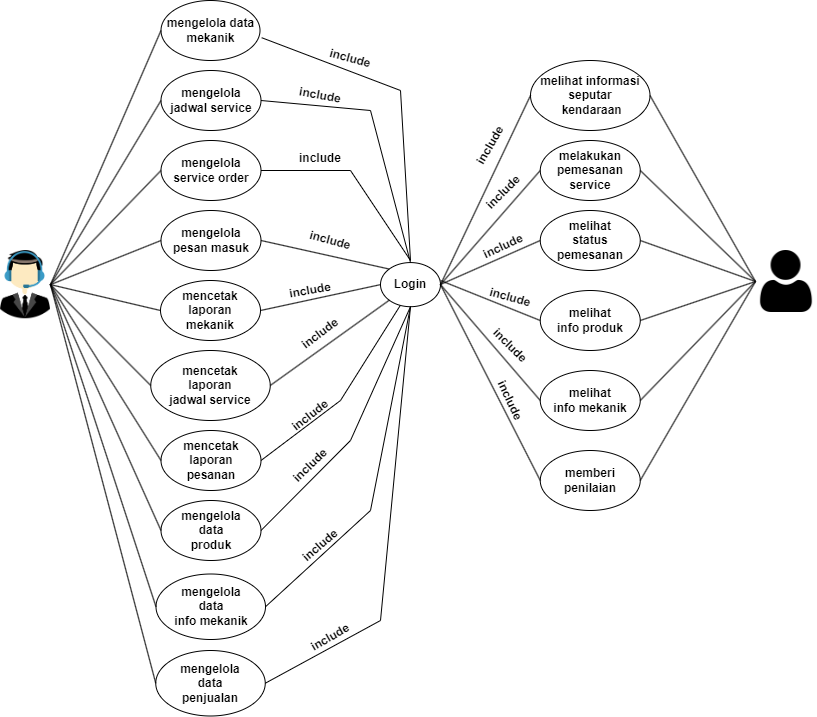 mengelola data
mekanik
include
mengelola
jadwal service
include
mengelola
service order
include
mengelola
pesan masuk
include
mencetak
laporan
mekanik
include
mencetak
laporan
jadwal service
include
mencetak
laporan
pesanan
include
mengelola
data
produk
include
mengelola
data
info mekanik
include
mengelola
data
penjualan
include
Login
include
melihat informasi
seputar
kendaraan
include
melakukan
pemesanan
service
include
melihat
status
pemesanan
include
melihat
info produk
include
melihat
info mekanik
include
memberi
penilaian